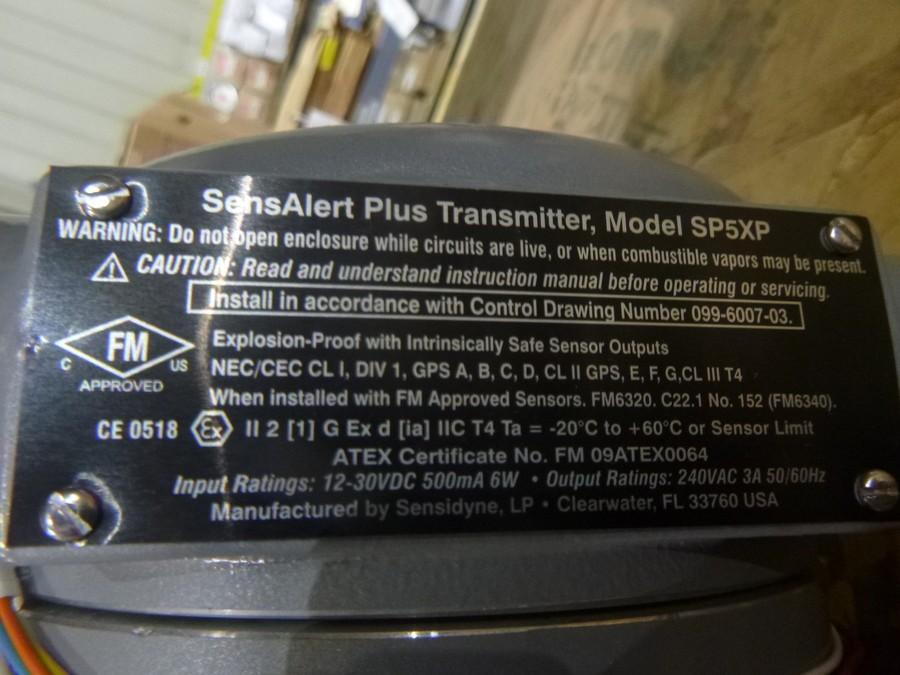 SensAlert Plus Transmitter, Model SP5XP
WARNING: Do not open enclosure while circuits are live, or when combustible vapors may be present.
CAUTION: Read and understand instruction manual before operating or servicing.
Install in accordance with Control Drawing Number 099-6007-03.
FM
C US
APPROVED
Explosion-Proof with Intrinsically Safe Sensor Outputs
NEC/CEC CL I, DIV 1, GPS A, B, C, D, CL II GPS, E, F, G,CL III T4
When installed with FM Approved Sensors. FM6320. C22.1 No. 152 (FM6340).
CE 0518 Ex II 2 [1] G Ex d [ia] IIC T4 Ta = -20°C to +60°C or Sensor Limit
ATEX Certificate No. FM 09ATEX0064
Input Ratings: 12-30VDC 500mA 6W • Output Ratings: 240VAC 3A 50/60Hz
Manufactured by Sensidyne, LP • Clearwater, FL 33760 USA